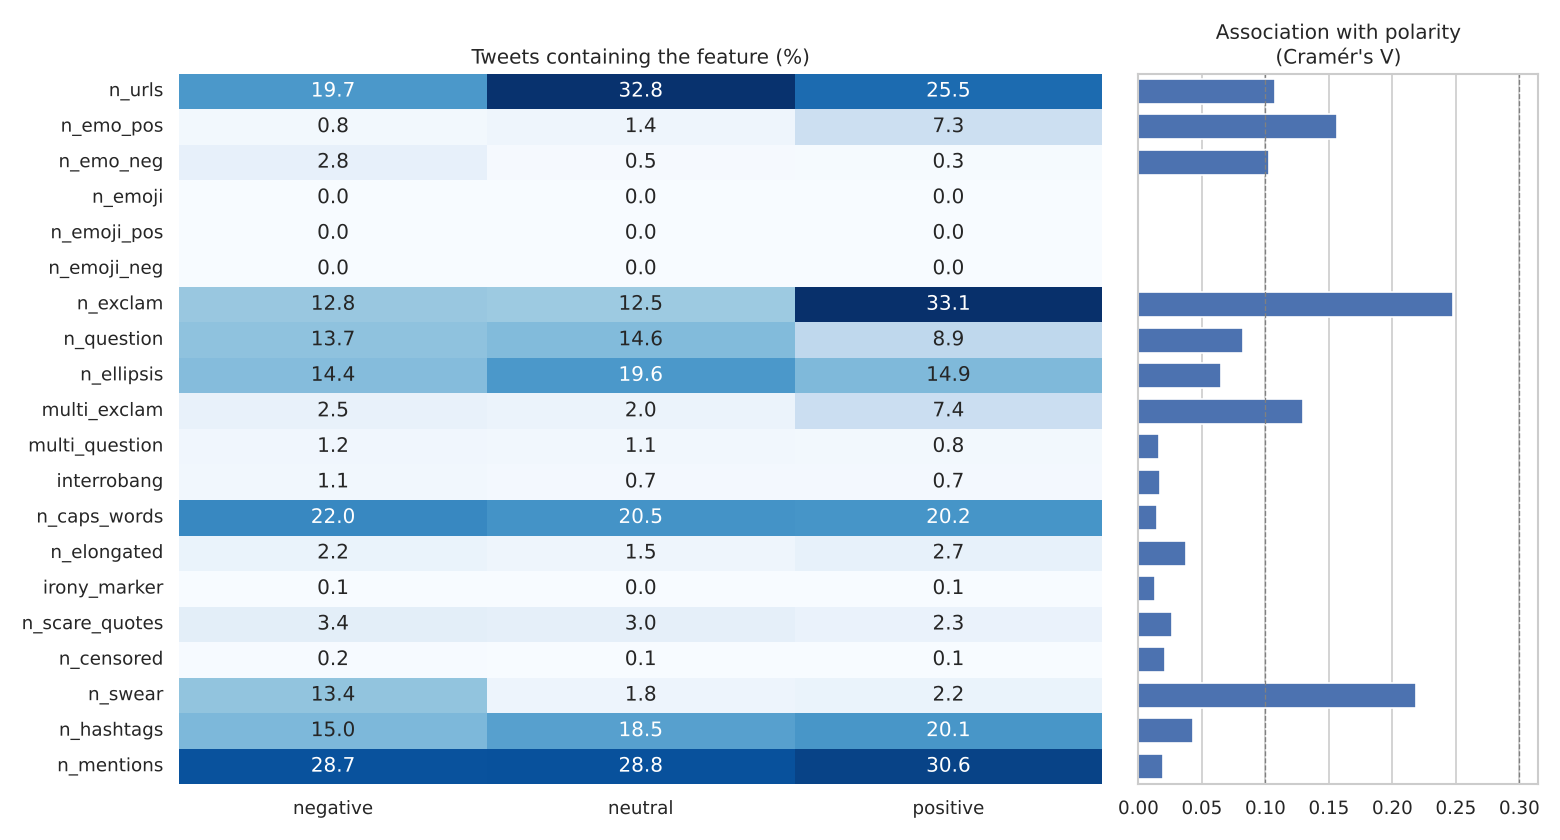 Tweets containing the feature (%)
Association with polarity
(Cramér's V)
n_urls 19.7 32.8 25.5
n_emo_pos 0.8 1.4 7.3
n_emo_neg 2.8 0.5 0.3
n_emoji 0.0 0.0 0.0
n_emoji_pos 0.0 0.0 0.0
n_emoji_neg 0.0 0.0 0.0
n_exclam 12.8 12.5 33.1
n_question 13.7 14.6 8.9
n_ellipsis 14.4 19.6 14.9
multi_exclam 2.5 2.0 7.4
multi_question 1.2 1.1 0.8
interrobang 1.1 0.7 0.7
n_caps_words 22.0 20.5 20.2
n_elongated 2.2 1.5 2.7
irony_marker 0.1 0.0 0.1
n_scare_quotes 3.4 3.0 2.3
n_censored 0.2 0.1 0.1
n_swear 13.4 1.8 2.2
n_hashtags 15.0 18.5 20.1
n_mentions 28.7 28.8 30.6
negative neutral positive
0.00 0.05 0.10 0.15 0.20 0.25 0.30